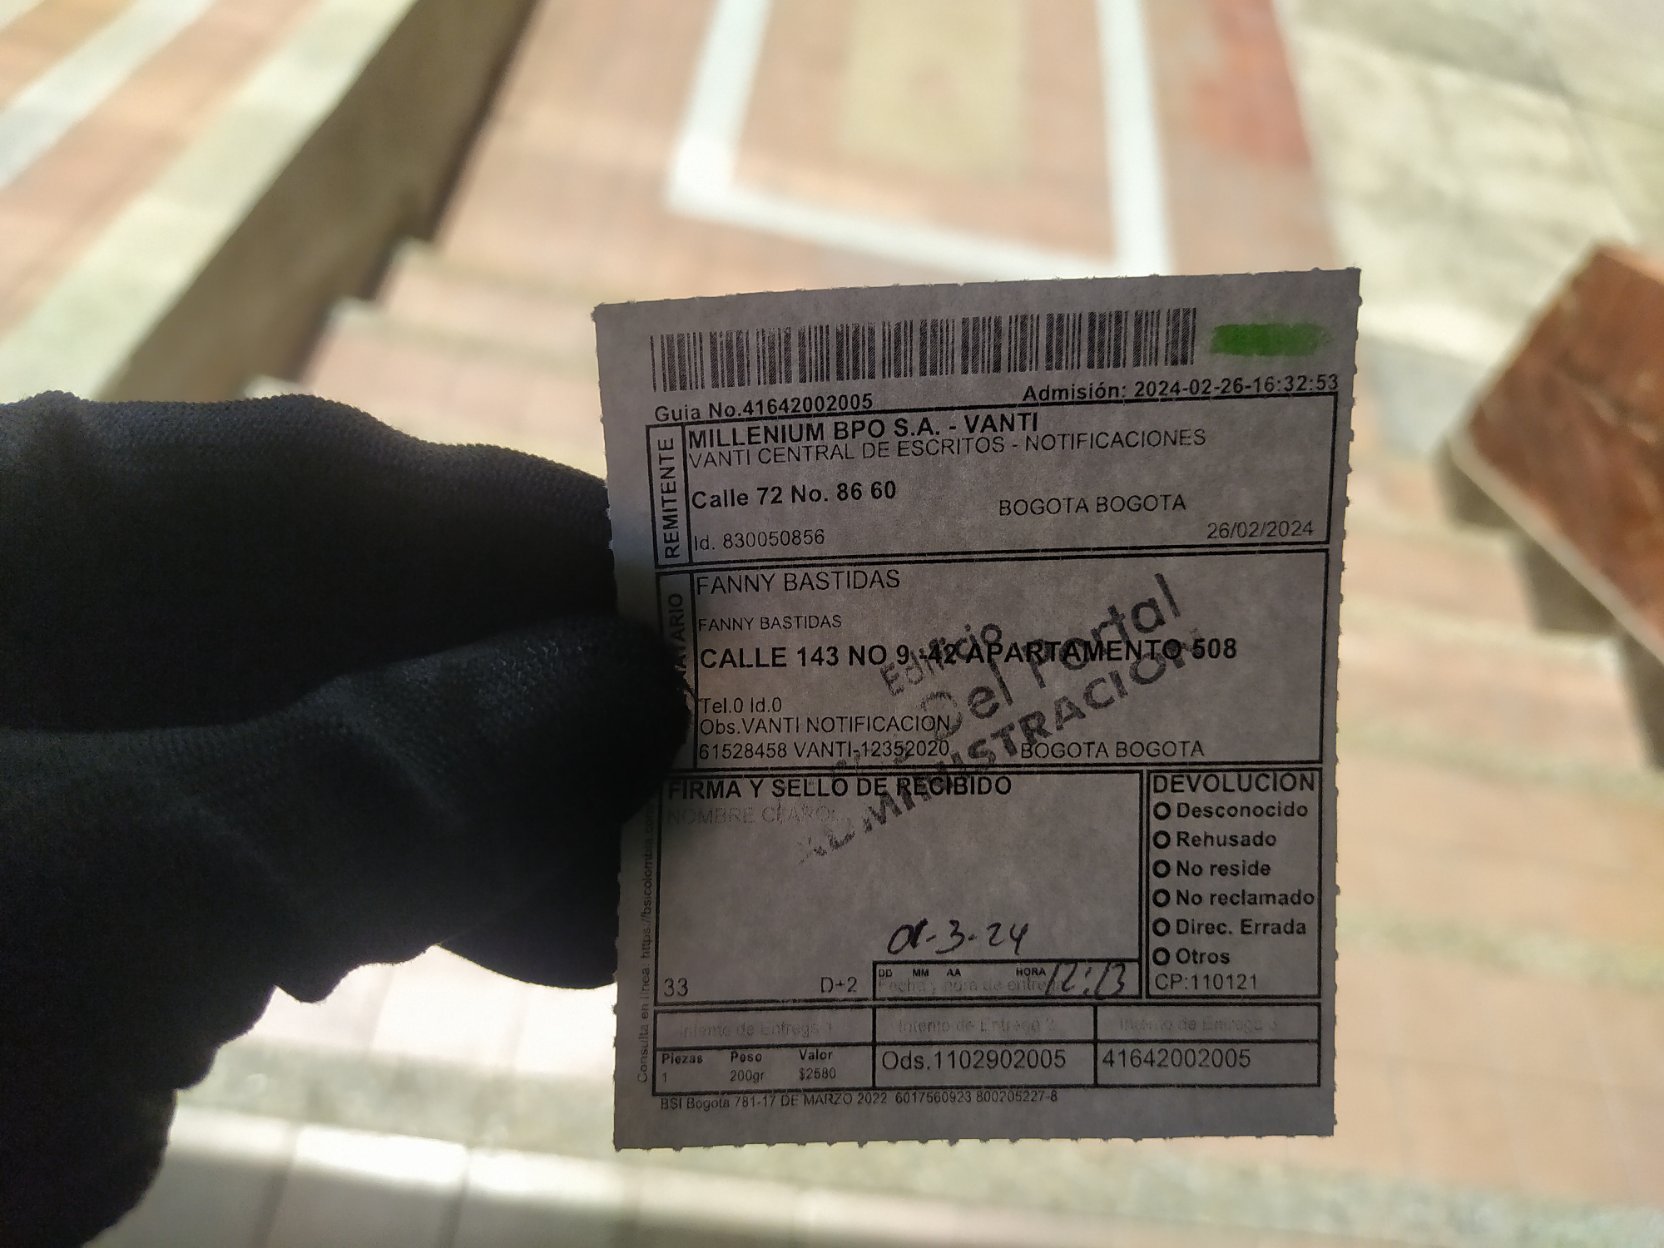 Guia No.41642002005
Admisión: 2024-02-26-16:32:53
REMITENTE
MILLENIUM BPO S.A. - VANTI
VANTI CENTRAL DE ESCRITOS - NOTIFICACIONES
Calle 72 No. 86 60
BOGOTA BOGOTA
Id. 830050856
26/02/2024
FANNY BASTIDAS
FANNY BASTIDAS
CALLE 143 NO 9 -42 APARTAMENTO 508
Edificio
Del Portal
ADMINISTRACION
Tel.0 Id.0
Obs.VANTI NOTIFICACION
61528458 VANTI-12352020
BOGOTA BOGOTA
FIRMA Y SELLO DE RECIBIDO
NOMBRE CLARO:
DEVOLUCION
Desconocido
Rehusado
No reside
No reclamado
Direc. Errada
Otros
CP:110121
01-3-24
33
D+2
DD MM AA HORA
12:13
Fecha y hora de entrega
Intento de Entrega 1
Intento de Entrega 2
Intento de Entrega 3
Piezas Peso Valor
1 200gr $2580
Ods.1102902005
41642002005
BSI Bogota 781-17 DE MARZO 2022 6017560923 800205227-8
Consulta en linea: https://bsicolombia.com